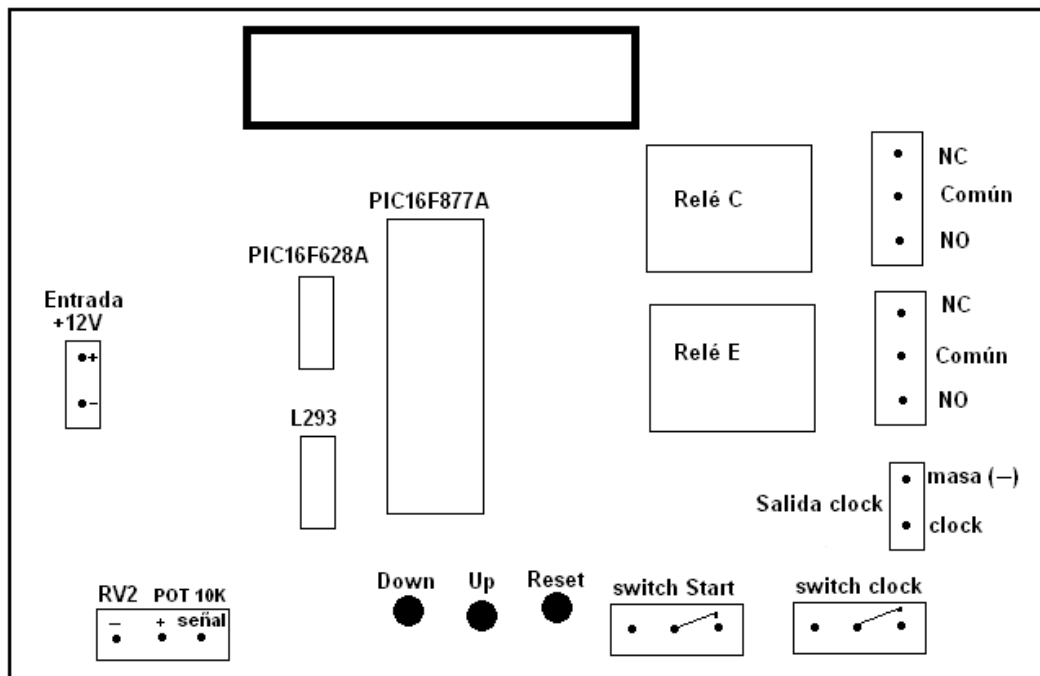 NC
Común
NO
Relé C
PIC16F877A
PIC16F628A
Entrada
+12V
+
−
NC
Común
NO
Relé E
L293
masa (−)
Salida clock
clock
Down
Up
Reset
switch Start
switch clock
RV2
POT 10K
− + señal